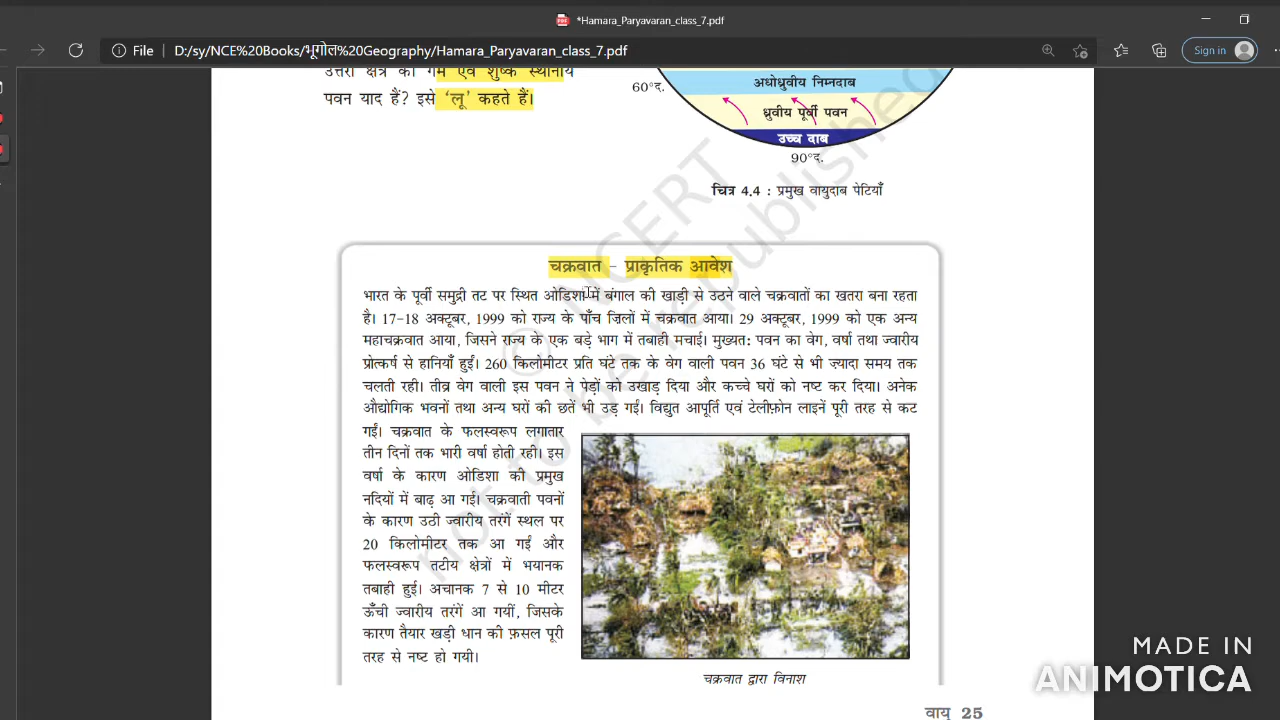 *Hamara_Paryavaran_class_7.pdf
File
D:/sy/NCE%20Books/भूगोल%20Geography/Hamara_Paryavaran_class_7.pdf
Sign in
उत्तरी क्षेत्र की गर्म एवं शुष्क स्थानीय
पवन याद हैं? इसे ‘लू’ कहते हैं।
60°द.
अधोध्रुवीय निम्नदाब
ध्रुवीय पूर्वी पवन
उच्च दाब
90°द.
चित्र 4.4 : प्रमुख वायुदाब पेटियाँ
चक्रवात – प्राकृतिक आवेश
भारत के पूर्वी समुद्री तट पर स्थित ओडिशा में बंगाल की खाड़ी से उठने वाले चक्रवातों का खतरा बना रहता
है। 17-18 अक्टूबर, 1999 को राज्य के पाँच ज़िलों में चक्रवात आया। 29 अक्टूबर, 1999 को एक अन्य
महाचक्रवात आया, जिसने राज्य के एक बड़े भाग में तबाही मचाई। मुख्यतः पवन का वेग, वर्षा तथा ज्वारीय
प्रोत्कर्ष से हानियाँ हुईं। 260 किलोमीटर प्रति घंटे तक के वेग वाली पवन 36 घंटे से भी ज़्यादा समय तक
चलती रही। तीव्र वेग वाली इस पवन ने पेड़ों को उखाड़ दिया और कच्चे घरों को नष्ट कर दिया। अनेक
औद्योगिक भवनों तथा अन्य घरों की छतें भी उड़ गईं। विद्युत आपूर्ति एवं टेलीफ़ोन लाइनें पूरी तरह से कट
गईं। चक्रवात के फलस्वरूप लगातार
तीन दिनों तक भारी वर्षा होती रही। इस
वर्षा के कारण ओडिशा की प्रमुख
नदियों में बाढ़ आ गई। चक्रवाती पवनों
के कारण उठी ज्वारीय तरंगें स्थल पर
20 किलोमीटर तक आ गईं और
फलस्वरूप तटीय क्षेत्रों में भयानक
तबाही हुई। अचानक 7 से 10 मीटर
ऊँची ज्वारीय तरंगें आ गयीं, जिसके
कारण तैयार खड़ी धान की फ़सल पूरी
तरह से नष्ट हो गयी।
चक्रवात द्वारा विनाश
© NCERT
not to be republished
वायु 25
MADE IN
ANIMOTICA